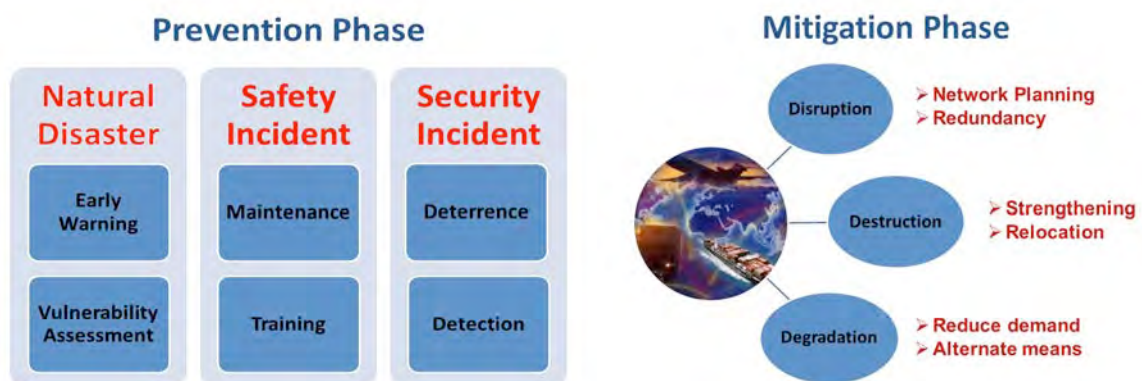 Prevention Phase
Natural
Disaster
Early
Warning
Vulnerability
Assessment
Safety
Incident
Maintenance
Training
Security
Incident
Deterrence
Detection
Mitigation Phase
Disruption
➤ Network Planning
➤ Redundancy
Destruction
➤ Strengthening
➤ Relocation
Degradation
➤ Reduce demand
➤ Alternate means